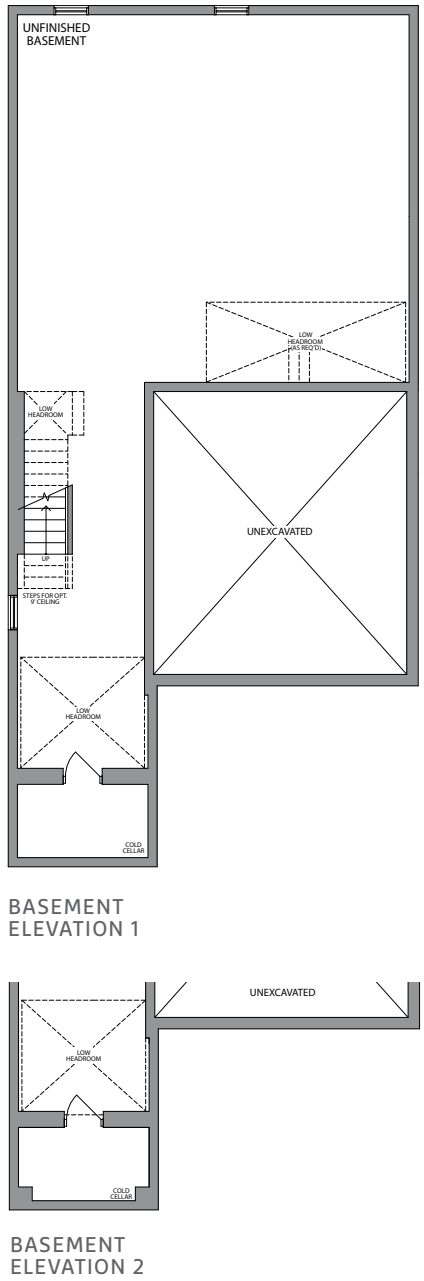 UNFINISHED
BASEMENT
LOW
HEADROOM
(AS REQ'D)
LOW
HEADROOM
UNEXCAVATED
UP
STEPS FOR OPT.
9' CEILING
LOW
HEADROOM
COLD
CELLAR
BASEMENT
ELEVATION 1
UNEXCAVATED
LOW
HEADROOM
COLD
CELLAR
BASEMENT
ELEVATION 2